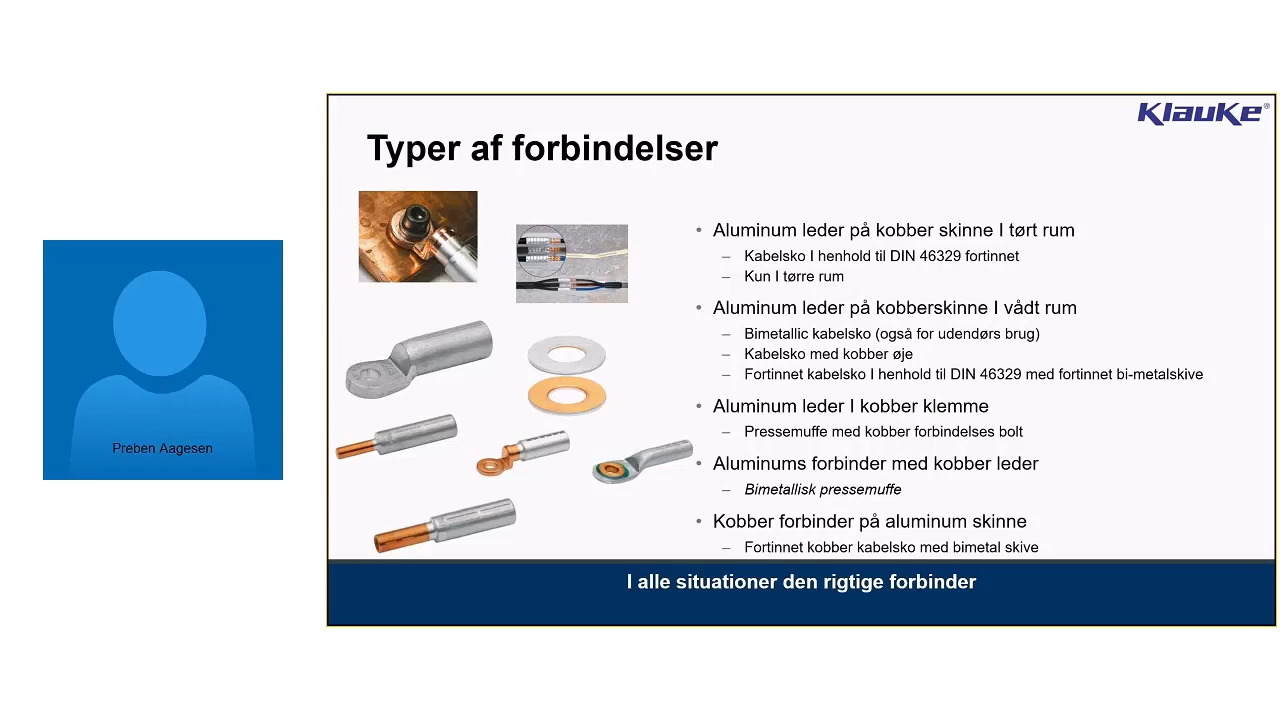 Klauke®
Typer af forbindelser
• Aluminum leder på kobber skinne I tørt rum
– Kabelsko I henhold til DIN 46329 fortinnet
– Kun I tørre rum
• Aluminum leder på kobberskinne I vådt rum
– Bimetallic kabelsko (også for udendørs brug)
– Kabelsko med kobber øje
– Fortinnet kabelsko I henhold til DIN 46329 med fortinnet bi-metalskive
• Aluminum leder I kobber klemme
– Pressemuffe med kobber forbindelses bolt
• Aluminums forbinder med kobber leder
– Bimetallisk pressemuffe
• Kobber forbinder på aluminum skinne
– Fortinnet kobber kabelsko med bimetal skive
I alle situationer den rigtige forbinder
Preben Aagesen